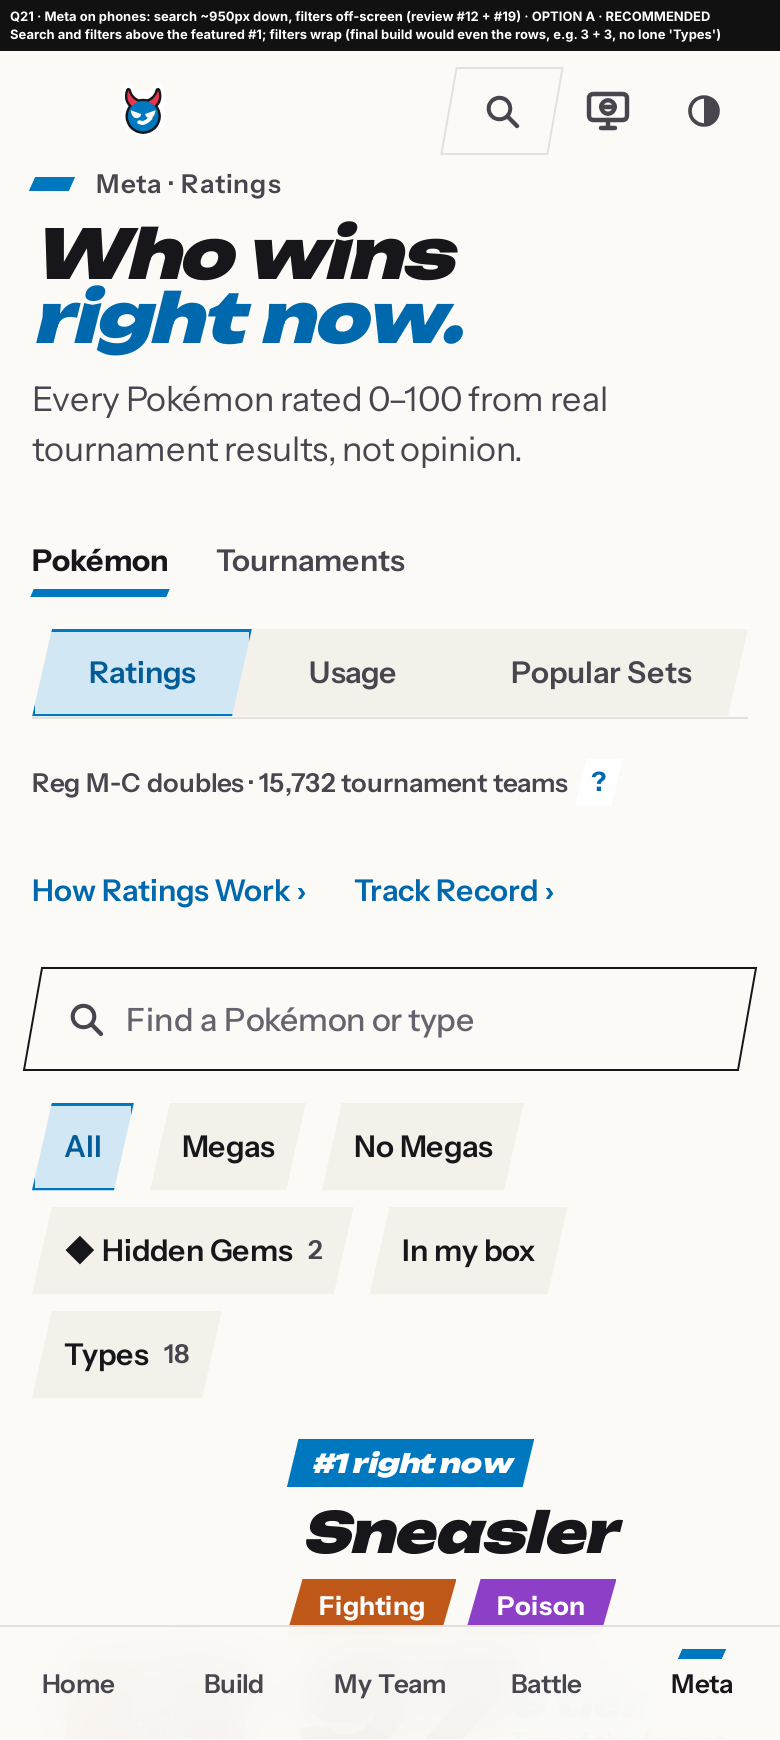 Q21 · Meta on phones: search ~950px down, filters off-screen (review #12 + #19) · OPTION A · RECOMMENDED
Search and filters above the featured #1; filters wrap (final build would even the rows, e.g. 3 + 3, no lone 'Types')
Meta · Ratings
Who wins
right now.
Every Pokémon rated 0–100 from real
tournament results, not opinion.
Pokémon Tournaments
Ratings Usage Popular Sets
Reg M-C doubles · 15,732 tournament teams ?
How Ratings Work › Track Record ›
Find a Pokémon or type
All Megas No Megas
◆ Hidden Gems 2 In my box
Types 18
#1 right now
Sneasler
Fighting Poison
Home Build My Team Battle Meta